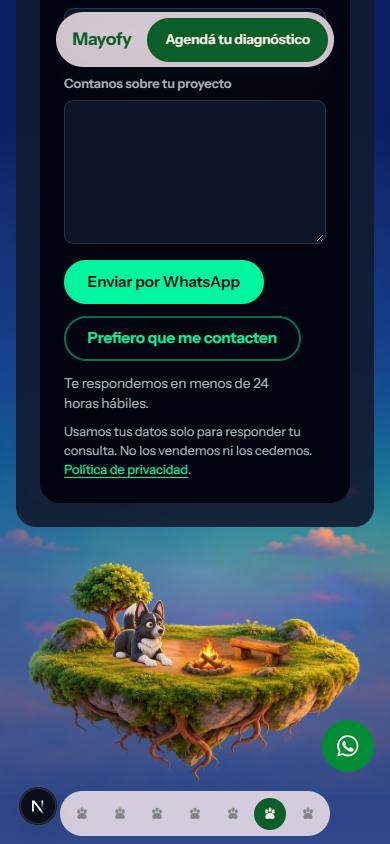 Mayofy
Agendá tu diagnóstico
Contanos sobre tu proyecto
Enviar por WhatsApp
Prefiero que me contacten
Te respondemos en menos de 24
horas hábiles.
Usamos tus datos solo para responder tu
consulta. No los vendemos ni los cedemos.
Política de privacidad.
N